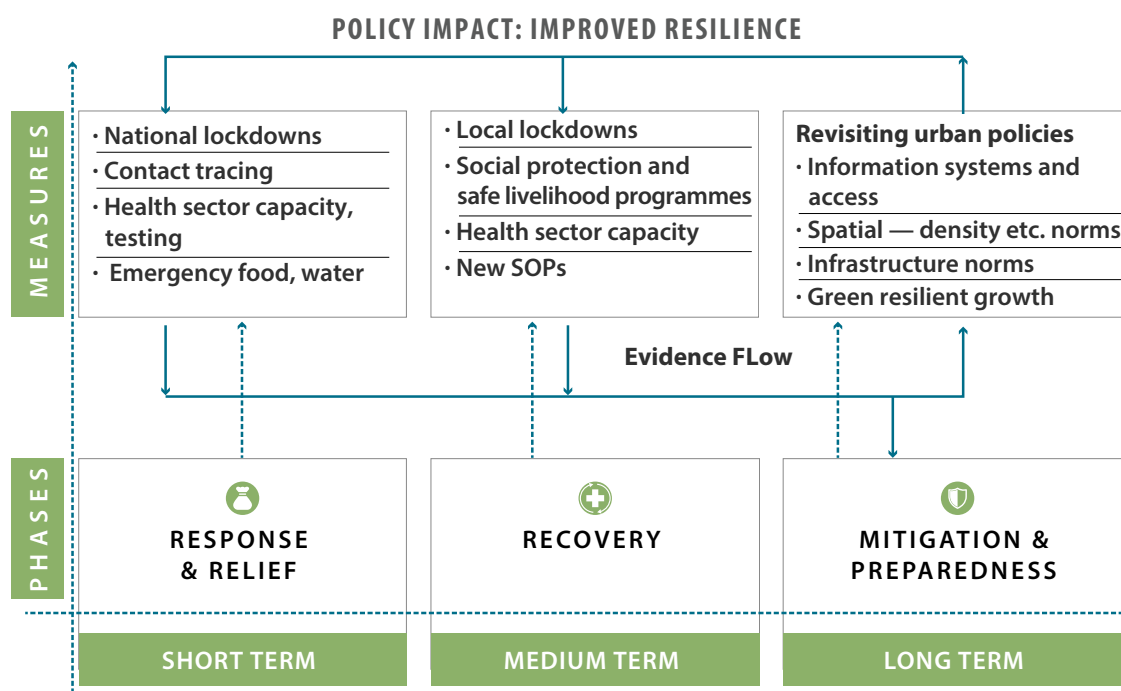 POLICY IMPACT: IMPROVED RESILIENCE
MEASURES
· National lockdowns
· Contact tracing
· Health sector capacity,
testing
· Emergency food, water
· Local lockdowns
· Social protection and
safe livelihood programmes
· Health sector capacity
· New SOPs
Revisiting urban policies
· Information systems and
access
· Spatial — density etc. norms
· Infrastructure norms
· Green resilient growth
Evidence FLow
PHASES
RESPONSE
& RELIEF
RECOVERY
MITIGATION &
PREPAREDNESS
SHORT TERM
MEDIUM TERM
LONG TERM